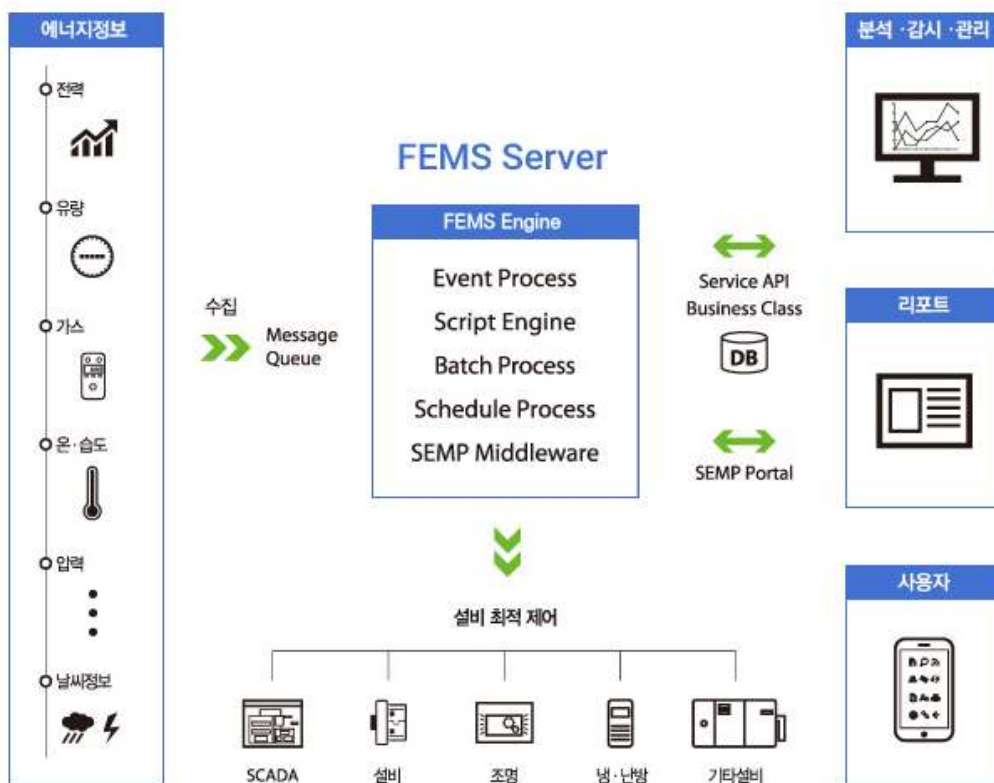 에너지정보
전력
유량
가스
온·습도
압력
날씨정보
수집
Message
Queue
FEMS Server
FEMS Engine
Event Process
Script Engine
Batch Process
Schedule Process
SEMP Middleware
Service API
Business Class
DB
SEMP Portal
설비 최적 제어
SCADA
설비
조명
냉·난방
기타설비
분석·감시·관리
리포트
사용자